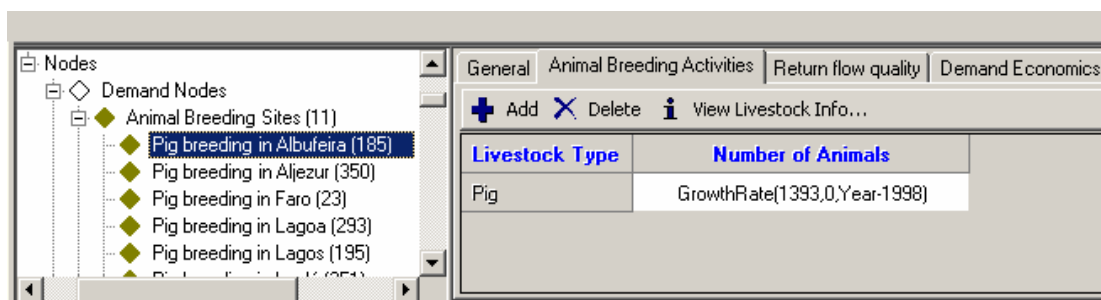 Nodes
Demand Nodes
Animal Breeding Sites (11)
Pig breeding in Albufeira (185)
Pig breeding in Aljezur (350)
Pig breeding in Faro (23)
Pig breeding in Lagoa (293)
Pig breeding in Lagos (195)
General Animal Breeding Activities Return flow quality Demand Economics
Add Delete View Livestock Info...
Livestock Type Number of Animals
Pig GrowthRate(1393,0,Year-1998)